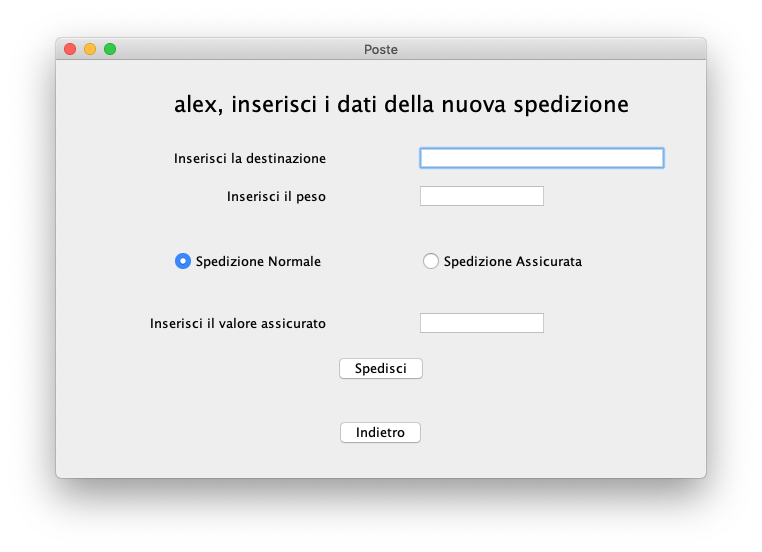 Poste
alex, inserisci i dati della nuova spedizione
Inserisci la destinazione
Inserisci il peso
Spedizione Normale
Spedizione Assicurata
Inserisci il valore assicurato
Spedisci
Indietro